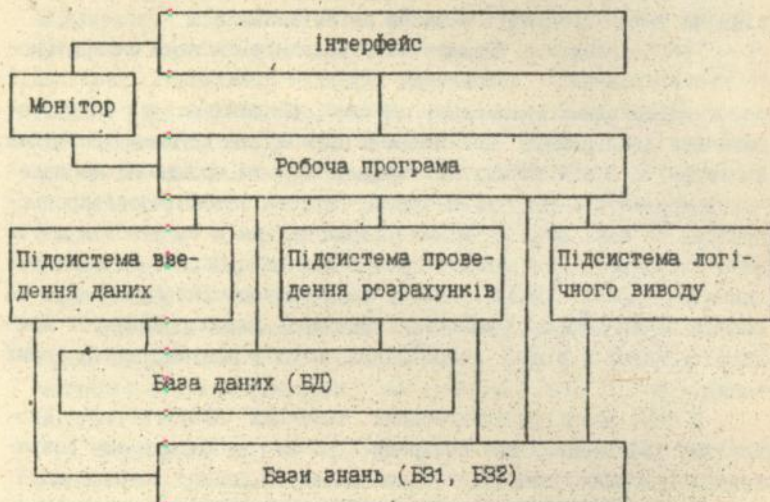 інтерфейс
Монітор
Робоча програма
Підсистема вве-
дення даних
Підсистема прове-
дення розрахунків
Підсистема логі-
чного виводу
База даних (БД)
Бази знань (БЗ1, БЗ2)